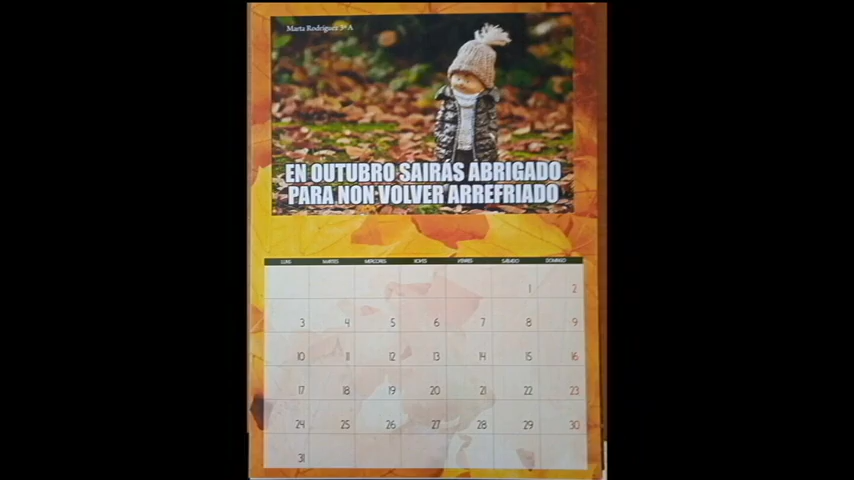 Marta Rodríguez 3º A
EN OUTUBRO SAIRÁS ABRIGADO
PARA NON VOLVER ARREFRIADO
LUNS MARTES MÉRCORES XOVES VENRES SÁBADO DOMINGO
1 2
3 4 5 6 7 8 9
10 11 12 13 14 15 16
17 18 19 20 21 22 23
24 25 26 27 28 29 30
31